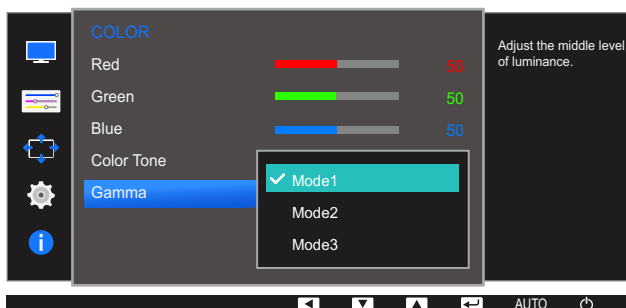 COLOR
Red 50
Green 50
Blue 50
Color Tone
Gamma
Mode1
Mode2
Mode3
Adjust the middle level
of luminance.
AUTO